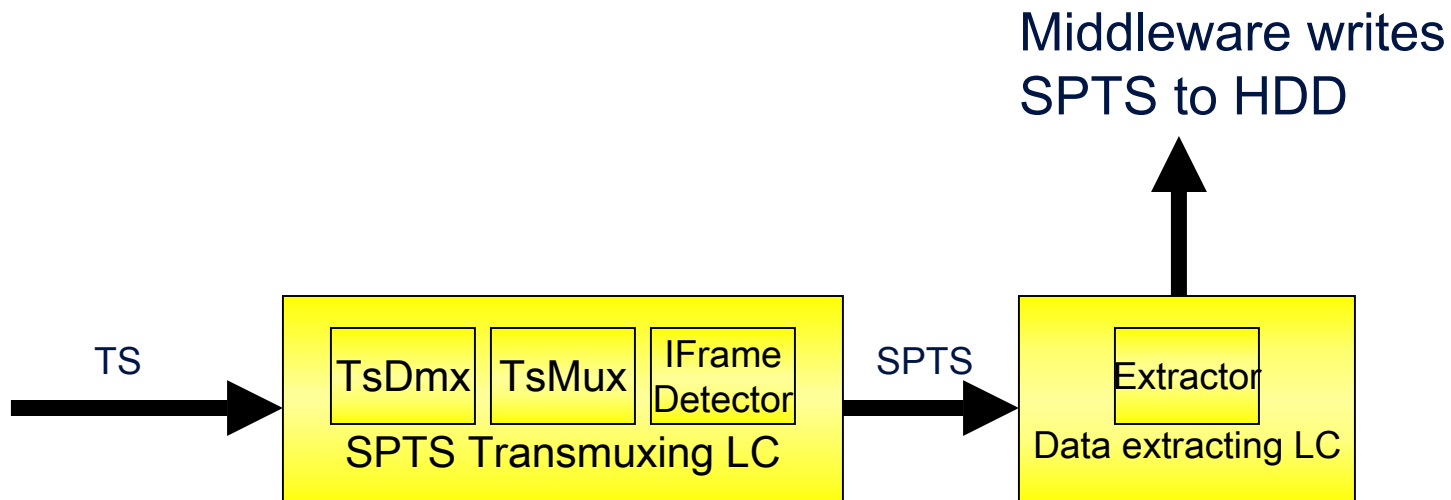 Middleware writes
SPTS to HDD
TS
TsDmx
TsMux
IFrame
Detector
SPTS Transmuxing LC
SPTS
Extractor
Data extracting LC